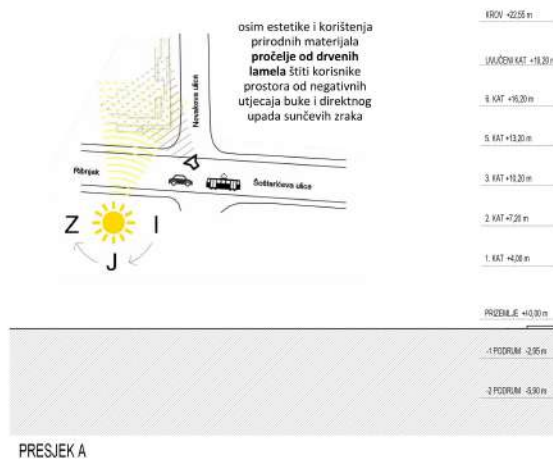 osim estetike i korištenja
prirodnih materijala
pročelje od drvenih
lamela štiti korisnike
prostora od negativnih
utjecaja buke i direktnog
upada sunčevih zraka
Novakova ulica
Rišnjak
Šoštarićeva ulica
Z
I
J
KROV +22,55 m
UVUČENI KAT +19,20 m
6. KAT +16,20 m
5. KAT +13,20 m
3. KAT +10,20 m
2. KAT +7,20 m
1. KAT +4,00 m
PRIZEMLJE +0,00 m
-1 PODRUM -2,95 m
-2 PODRUM -5,90 m
PRESJEK A